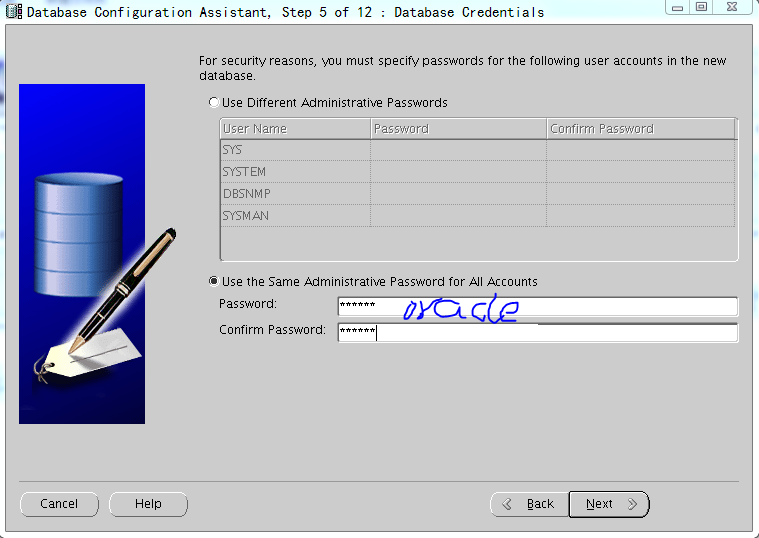 Database Configuration Assistant, Step 5 of 12 : Database Credentials
For security reasons, you must specify passwords for the following user accounts in the new
database.
Use Different Administrative Passwords
User Name Password Confirm Password
SYS
SYSTEM
DBSNMP
SYSMAN
Use the Same Administrative Password for All Accounts
Password: ****** oracle
Confirm Password: ******
Cancel Help Back Next